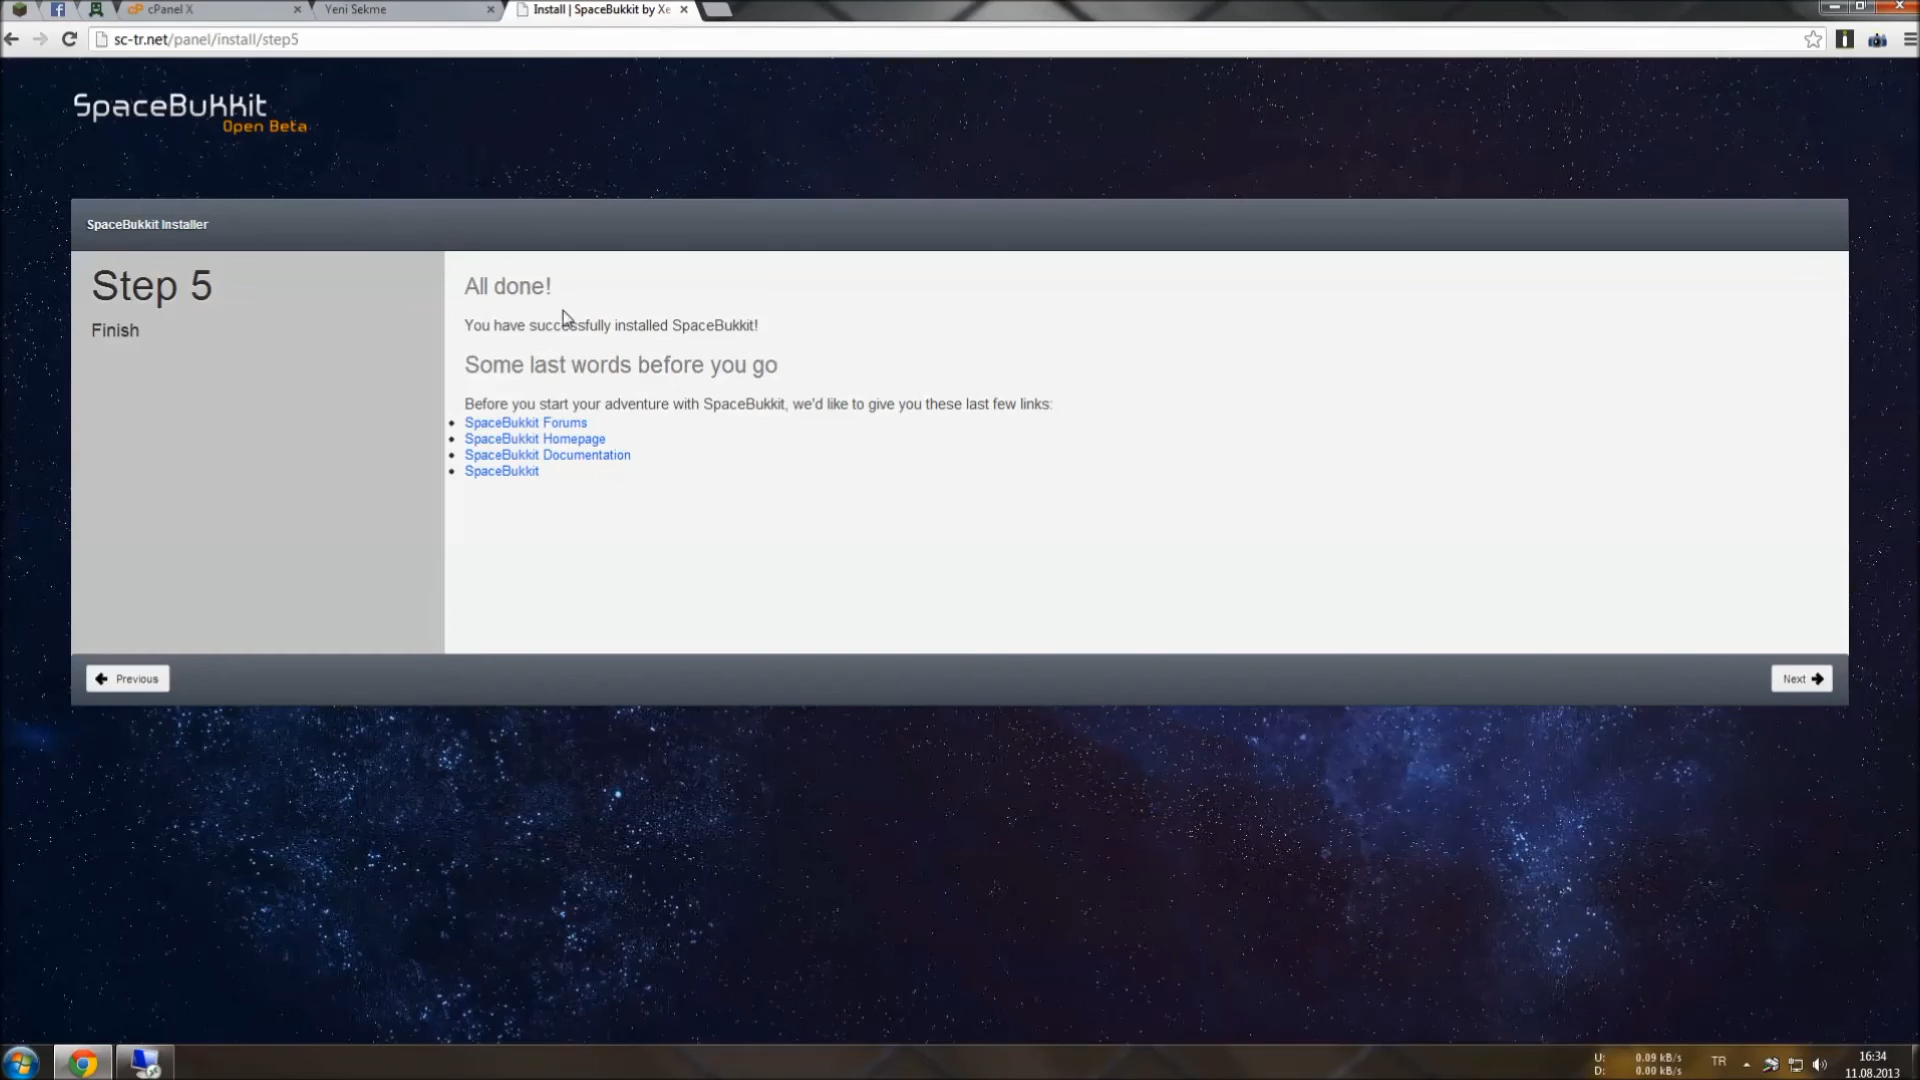 cPanel X
Yeni Sekme
Install | SpaceBukkit by Xe
sc-tr.net/panel/install/step5
SpaceBukkit
Open Beta
SpaceBukkit Installer
Step 5
Finish
All done!
You have successfully installed SpaceBukkit!
Some last words before you go
Before you start your adventure with SpaceBukkit, we'd like to give you these last few links:
SpaceBukkit Forums
SpaceBukkit Homepage
SpaceBukkit Documentation
SpaceBukkit
Previous
Next
U: 0.09 kB/s
D: 0.00 kB/s
TR
16:34
11.08.2013